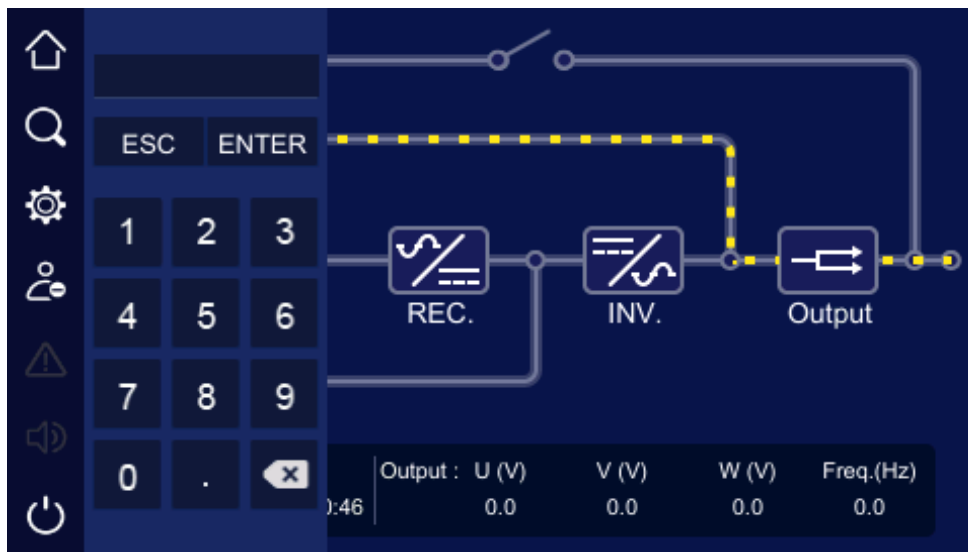 ESC ENTER
1 2 3
4 5 6
7 8 9
0 .
REC. INV. Output
Output : U (V) V (V) W (V) Freq.(Hz)
:46 0.0 0.0 0.0 0.0